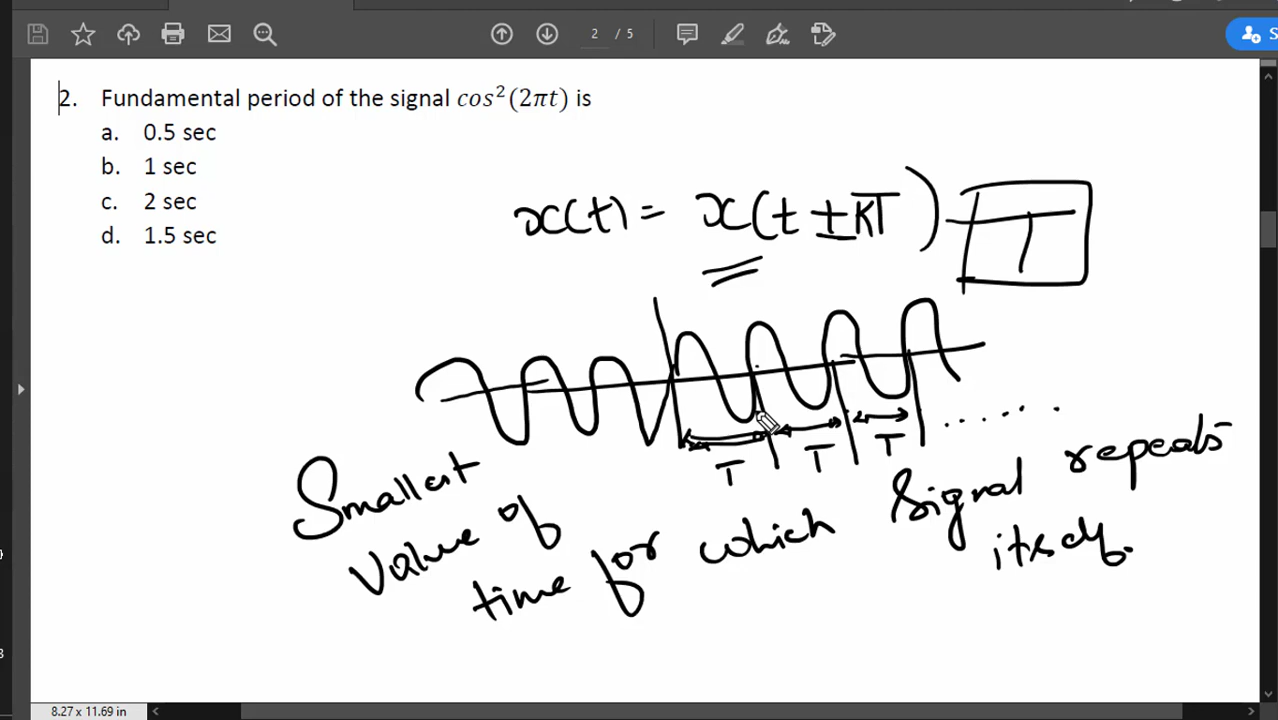 2 / 5
S
2. Fundamental period of the signal cos²(2πt) is
a. 0.5 sec
b. 1 sec
c. 2 sec
d. 1.5 sec
x(t) = x(t ± KT) T
T T T ......
Smallest
value of
time for which
Signal repeats
itself.
8.27 x 11.69 in